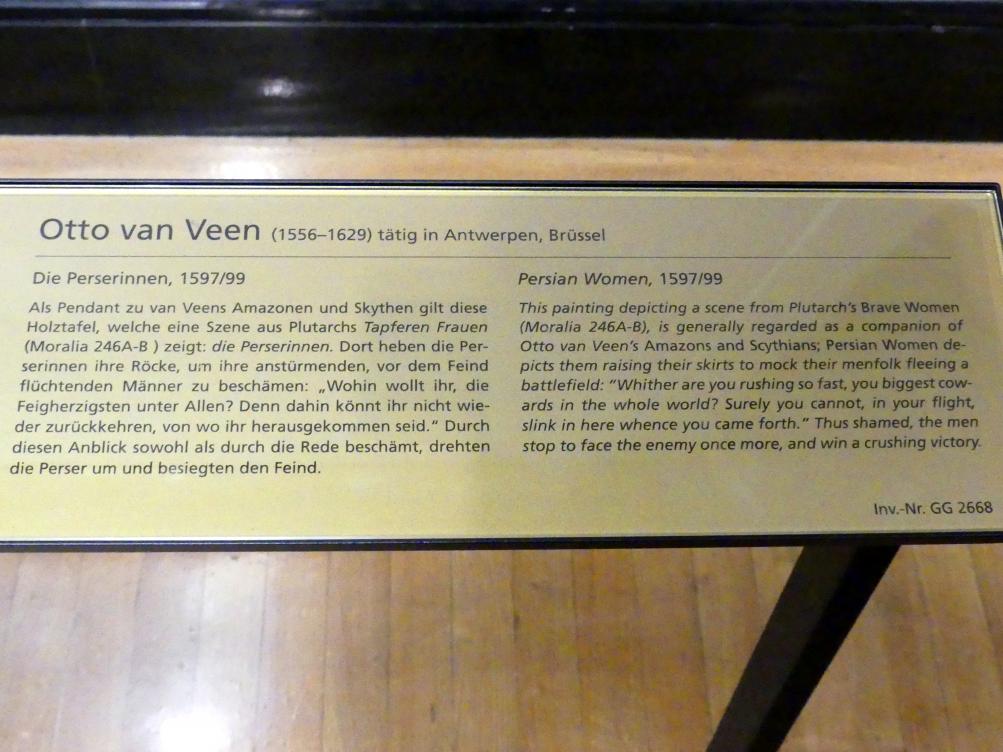 Otto van Veen (1556–1629) tätig in Antwerpen, Brüssel
Die Perserinnen, 1597/99
Als Pendant zu van Veens Amazonen und Skythen gilt diese
Holztafel, welche eine Szene aus Plutarchs Tapferen Frauen
(Moralia 246A-B ) zeigt: die Perserinnen. Dort heben die Per-
serinnen ihre Röcke, um ihre anstürmenden, vor dem Feind
flüchtenden Männer zu beschämen: „Wohin wollt ihr, die
Feigherzigsten unter Allen? Denn dahin könnt ihr nicht wie-
der zurückkehren, von wo ihr herausgekommen seid.“ Durch
diesen Anblick sowohl als durch die Rede beschämt, drehten
die Perser um und besiegten den Feind.
Persian Women, 1597/99
This painting depicting a scene from Plutarch's Brave Women
(Moralia 246A-B), is generally regarded as a companion of
Otto van Veen's Amazons and Scythians; Persian Women de-
picts them raising their skirts to mock their menfolk fleeing a
battlefield: “Whither are you rushing so fast, you biggest cow-
ards in the whole world? Surely you cannot, in your flight,
slink in here whence you came forth.” Thus shamed, the men
stop to face the enemy once more, and win a crushing victory.
Inv.-Nr. GG 2668